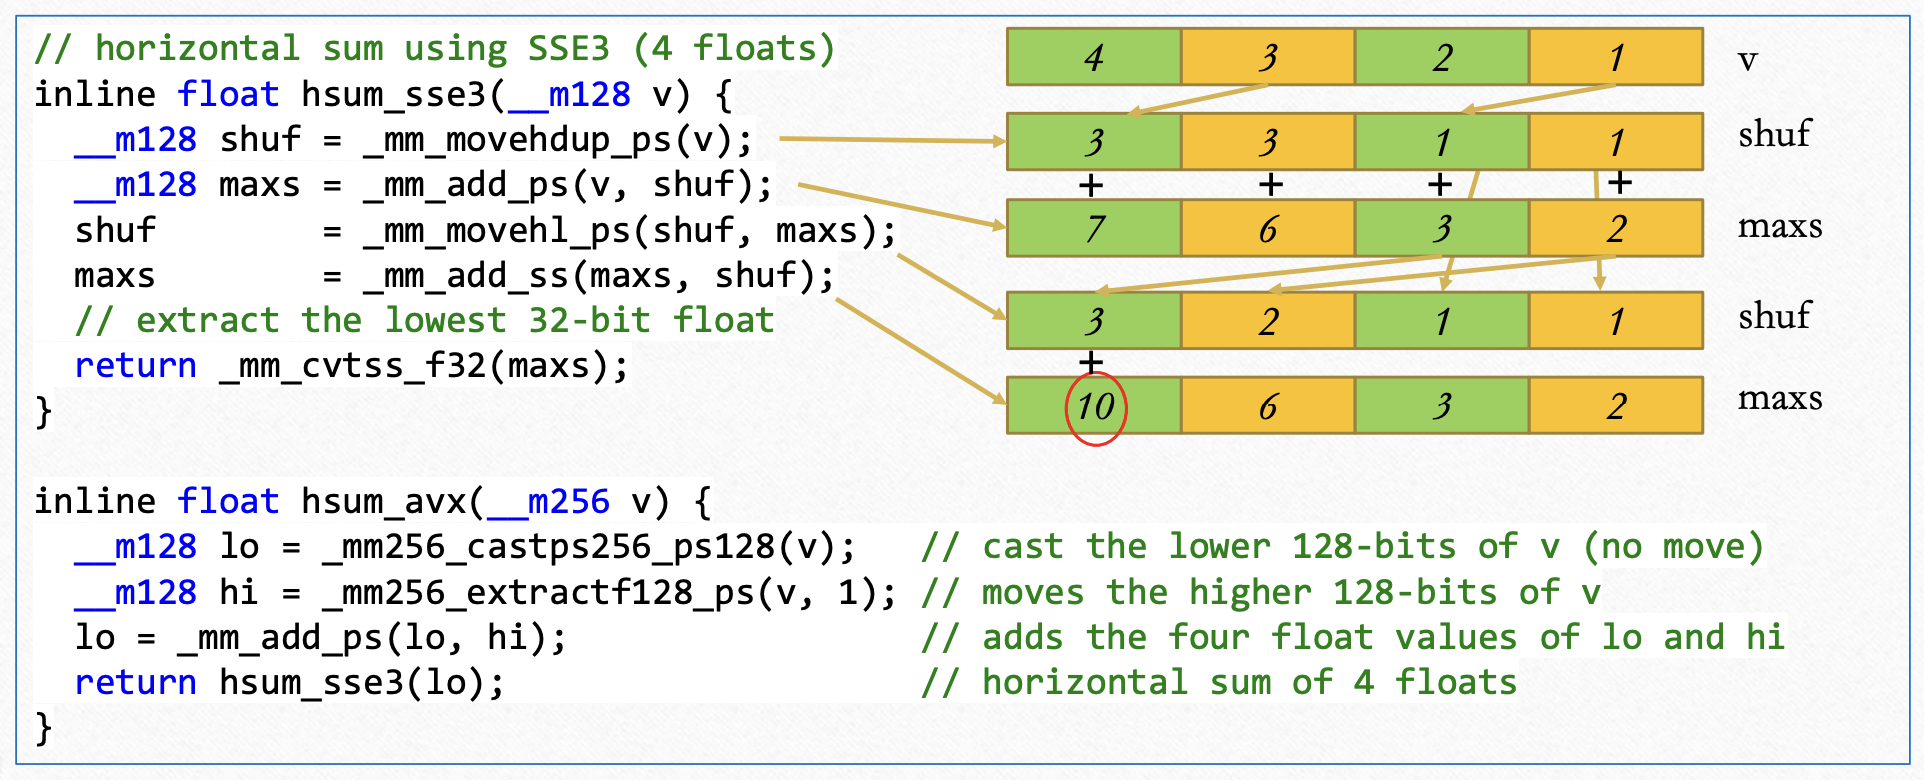 // horizontal sum using SSE3 (4 floats)
inline float hsum_sse3(__m128 v) {
  __m128 shuf = _mm_movehdup_ps(v);
  __m128 maxs = _mm_add_ps(v, shuf);
  shuf        = _mm_movehl_ps(shuf, maxs);
  maxs        = _mm_add_ss(maxs, shuf);
  // extract the lowest 32-bit float
  return _mm_cvtss_f32(maxs);
}
4 3 2 1 v
3 3 1 1 shuf
+ + + +
7 6 3 2 maxs
3 2 1 1 shuf
+
10 6 3 2 maxs
inline float hsum_avx(__m256 v) {
  __m128 lo = _mm256_castps256_ps128(v);   // cast the lower 128-bits of v (no move)
  __m128 hi = _mm256_extractf128_ps(v, 1); // moves the higher 128-bits of v
  lo = _mm_add_ps(lo, hi);                 // adds the four float values of lo and hi
  return hsum_sse3(lo);                    // horizontal sum of 4 floats
}